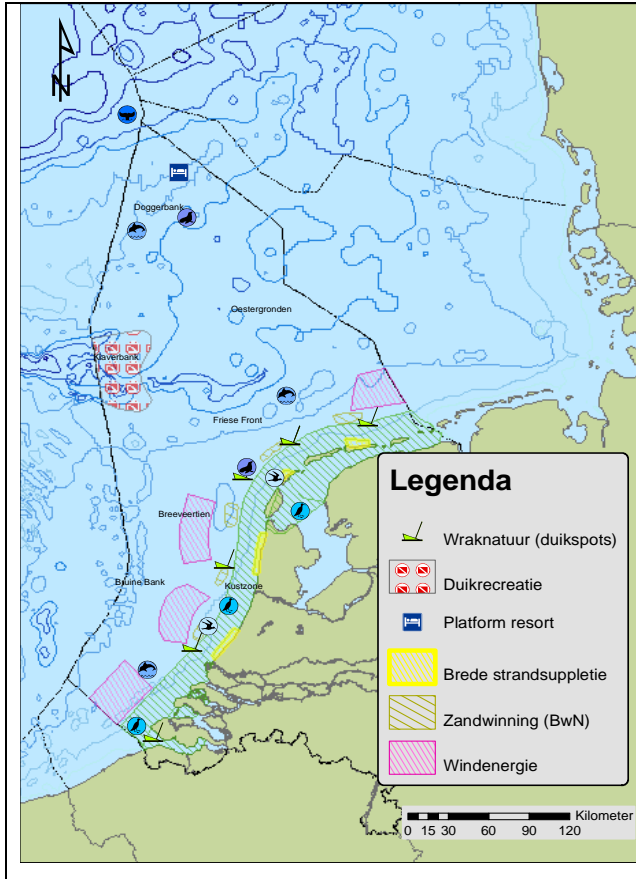 N
Doggerbank
Oestergronden
Klaverbank
Friese Front
Breeveertien
Bruine Bank
Kustzone
Legenda
Wraknatuur (duikspots)
Duikrecreatie
Platform resort
Brede strandsuppletie
Zandwinning (BwN)
Windenergie
Kilometer
0 15 30 60 90 120